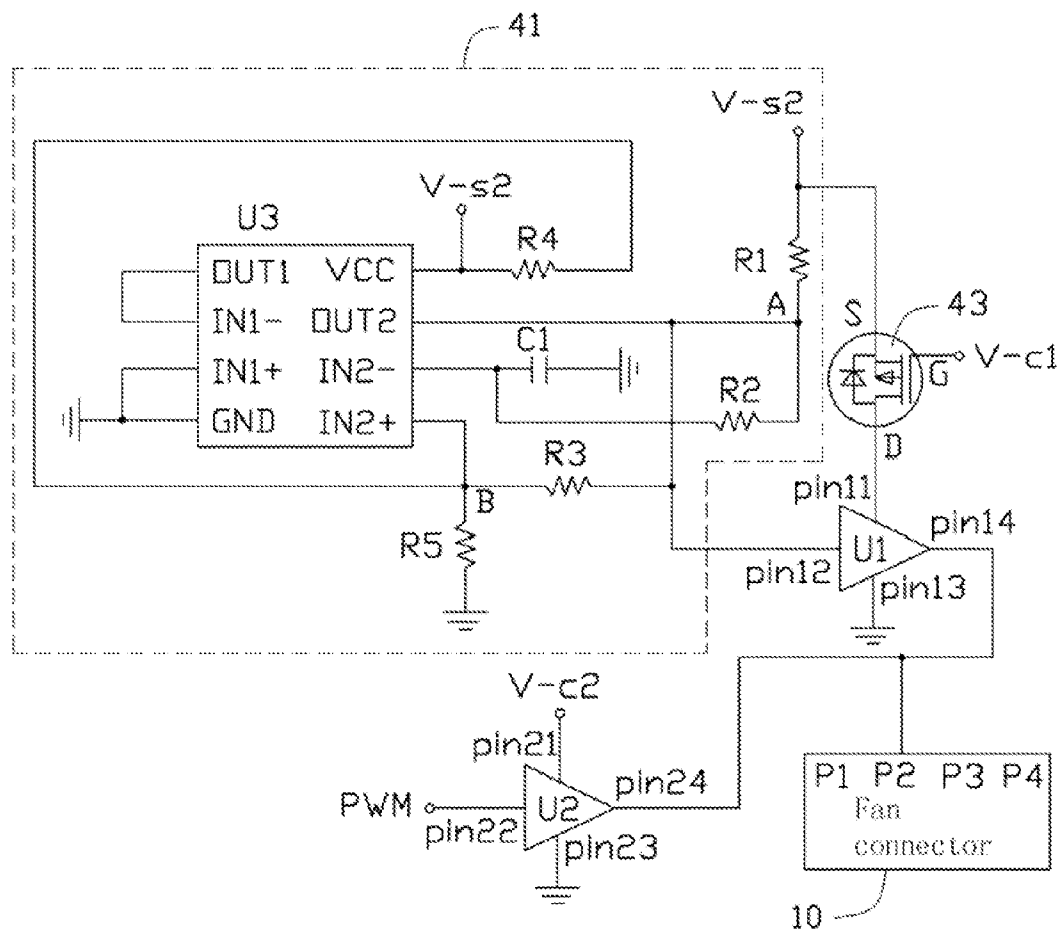 41
V-s2
V-s2
U3
R4
OUT1 VCC
R1
IN1- OUT2
A
S
43
C1
V-c1
IN1+ IN2-
G
R2
GND IN2+
R3
D
B
pin11
R5
pin14
U1
pin12
pin13
V-c2
pin21
pin24
P1 P2 P3 P4
PWM
U2
Fan
pin22
pin23
connector
10